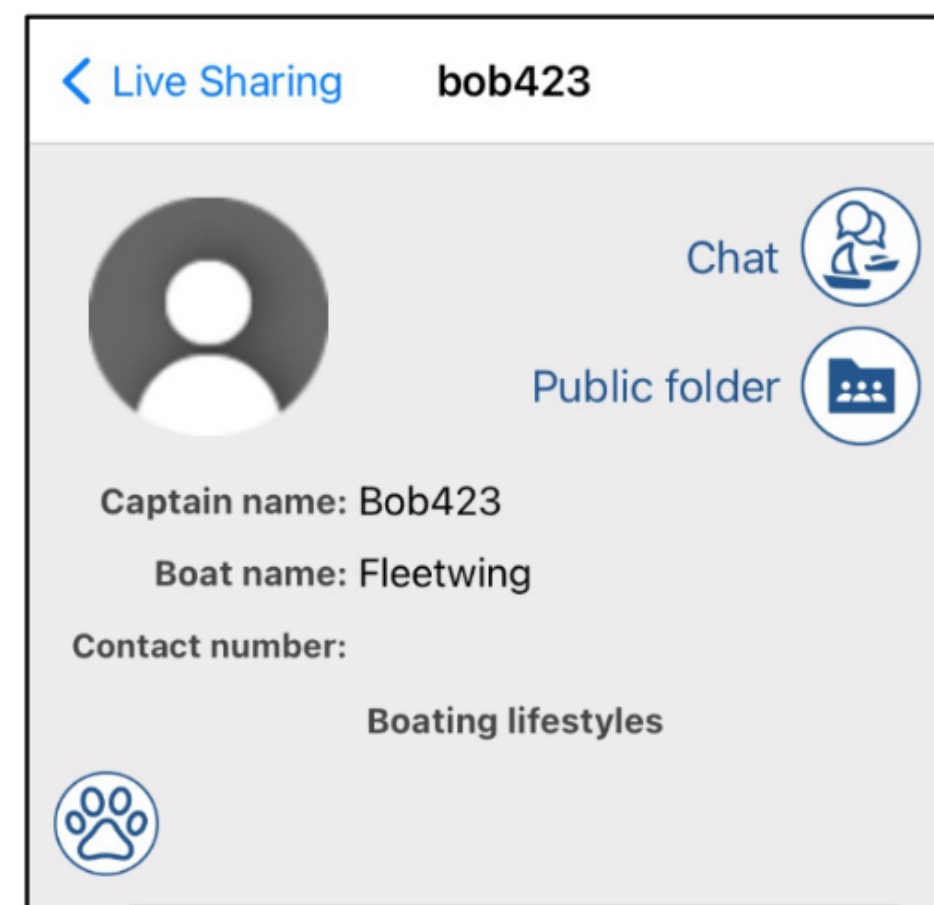 Live Sharing bob423
Chat
Public folder
Captain name: Bob423
Boat name: Fleetwing
Contact number:
Boating lifestyles